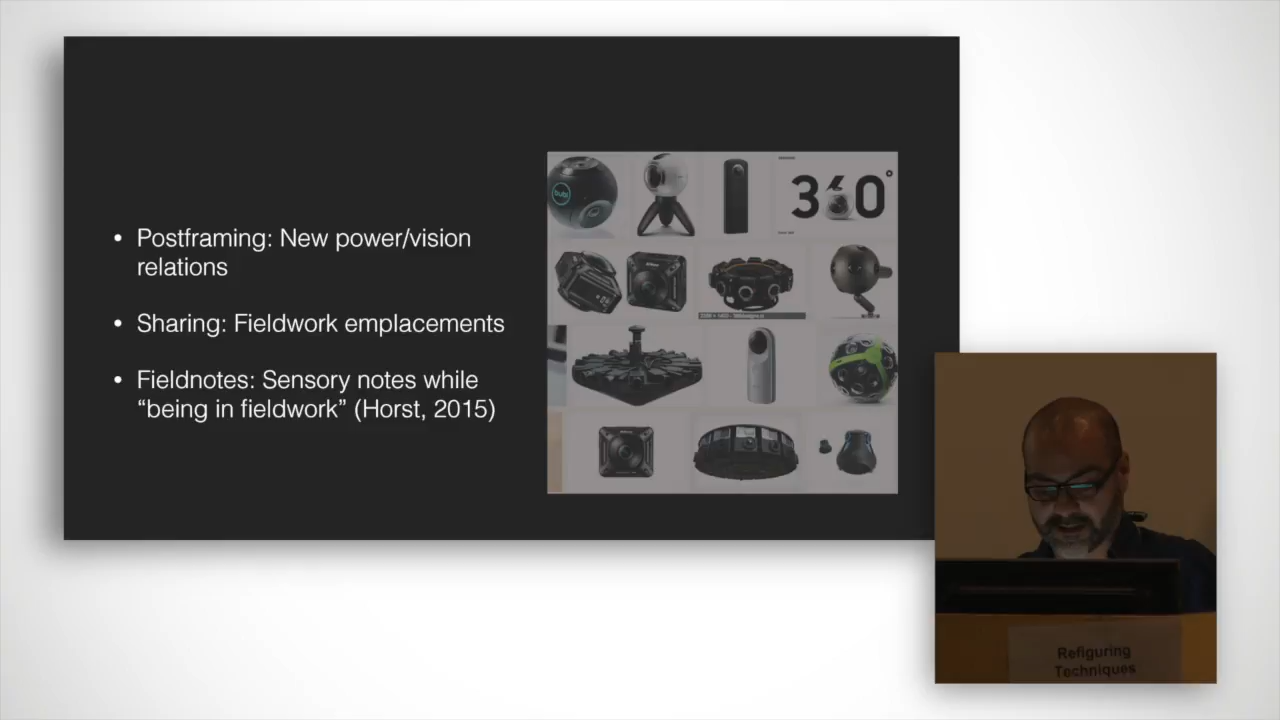 • Postframing: New power/vision
relations
• Sharing: Fieldwork emplacements
• Fieldnotes: Sensory notes while
“being in fieldwork” (Horst, 2015)
bubl
360°
Refiguring
Techniques